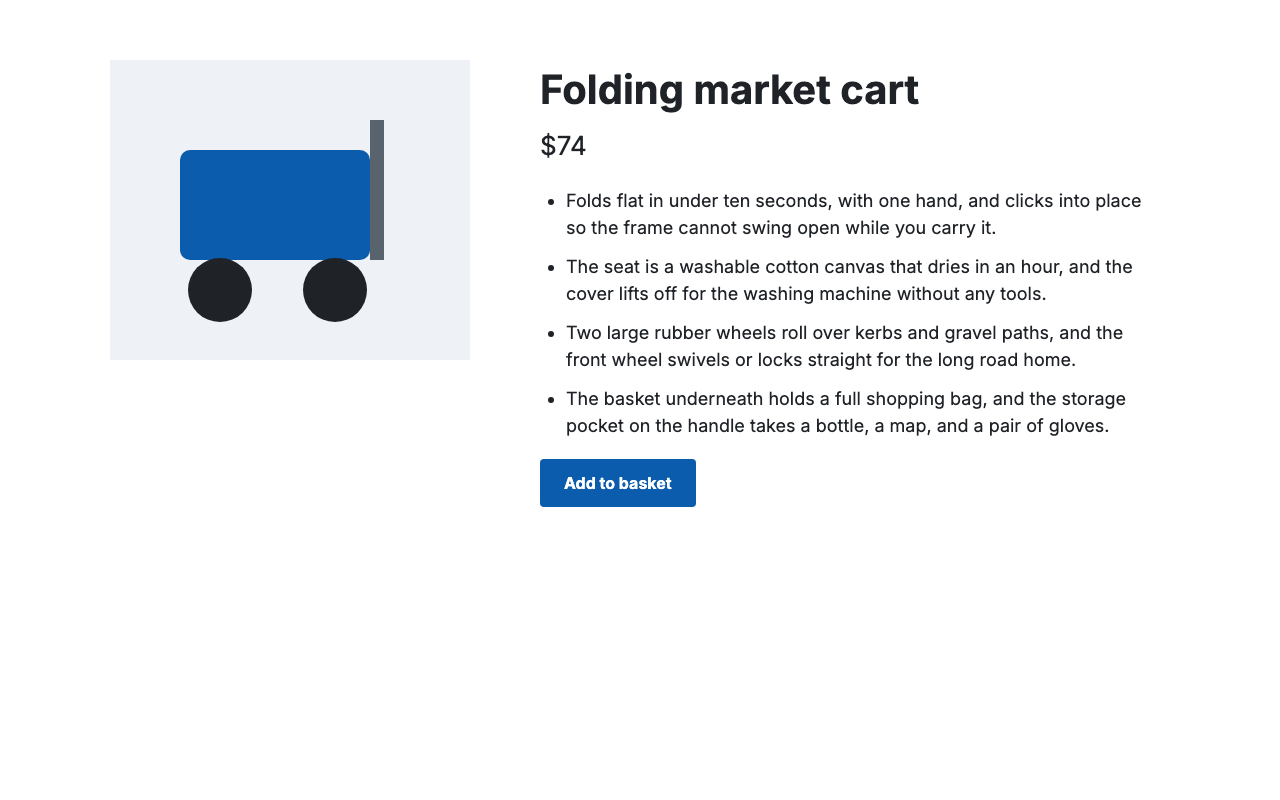 Folding market cart
$74
• Folds flat in under ten seconds, with one hand, and clicks into place
so the frame cannot swing open while you carry it.
• The seat is a washable cotton canvas that dries in an hour, and the
cover lifts off for the washing machine without any tools.
• Two large rubber wheels roll over kerbs and gravel paths, and the
front wheel swivels or locks straight for the long road home.
• The basket underneath holds a full shopping bag, and the storage
pocket on the handle takes a bottle, a map, and a pair of gloves.
Add to basket